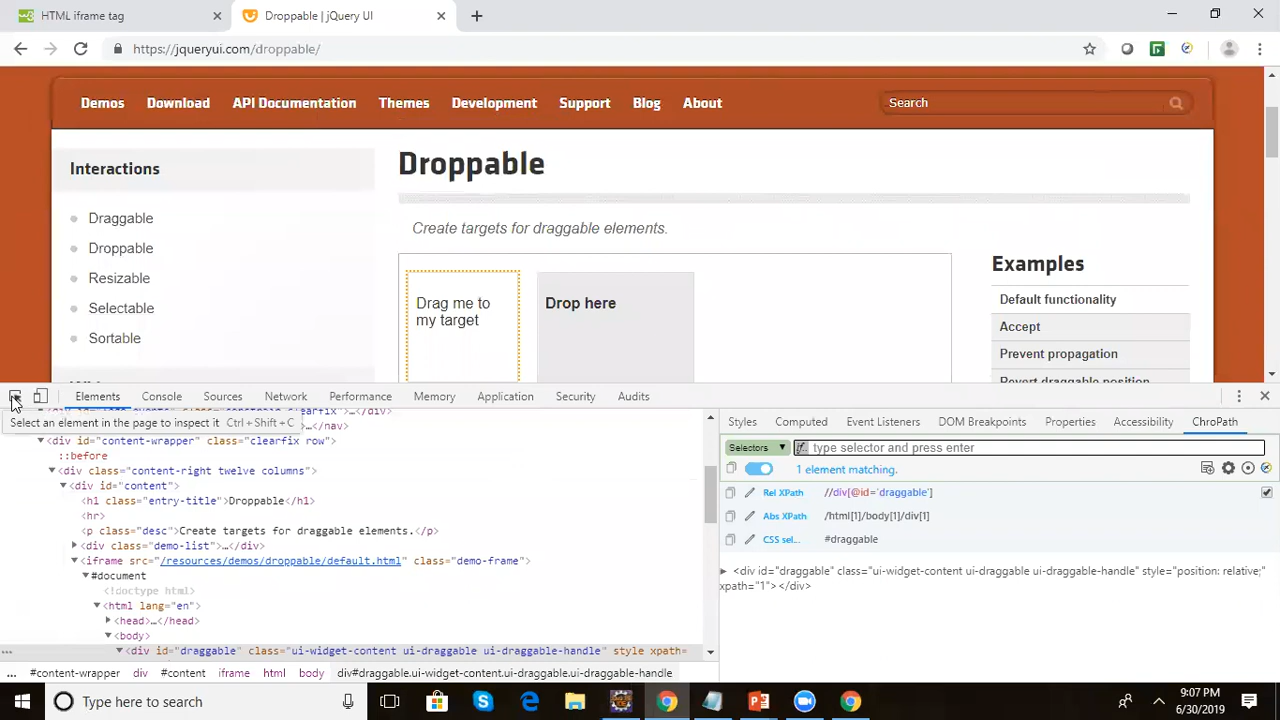 HTML iframe tag
Droppable | jQuery UI
https://jqueryui.com/droppable/
Demos Download API Documentation Themes Development Support Blog About
Search
Interactions
Draggable
Droppable
Resizable
Selectable
Sortable
Droppable
Create targets for draggable elements.
Drag me to
my target
Drop here
Examples
Default functionality
Accept
Prevent propagation
Revert draggable position
Elements Console Sources Network Performance Memory Application Security Audits
Select an element in the page to inspect it Ctrl + Shift + C
</nav>
<div id="content-wrapper" class="clearfix row">
::before
<div class="content-right twelve columns">
<div id="content">
<h1 class="entry-title">Droppable</h1>
<hr>
<p class="desc">Create targets for draggable elements.</p>
<div class="demo-list">…</div>
<iframe src="/resources/demos/droppable/default.html" class="demo-frame">
#document
<!doctype html>
<html lang="en">
<head>…</head>
<body>
<div id="draggable" class="ui-widget-content ui-draggable ui-draggable-handle" style xpath=
... #content-wrapper div #content iframe html body div#draggable.ui-widget-content.ui-draggable.ui-draggable-handle
Styles Computed Event Listeners DOM Breakpoints Properties Accessibility ChroPath
Selectors type selector and press enter
1 element matching.
Rel XPath //div[@id='draggable']
Abs XPath /html[1]/body[1]/div[1]
CSS sel... #draggable
<div id="draggable" class="ui-widget-content ui-draggable ui-draggable-handle" style="position: relative;"
xpath="1"></div>
Type here to search
9:07 PM
6/30/2019